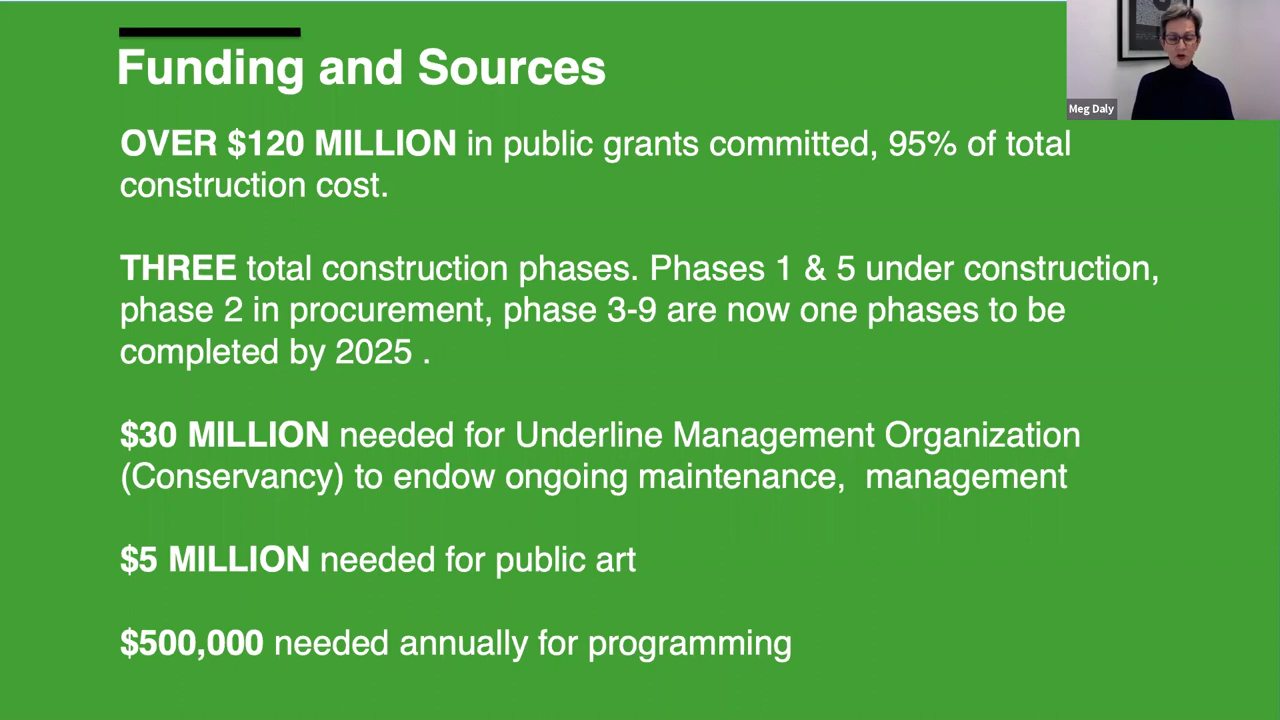 Funding and Sources
Meg Daly
OVER $120 MILLION in public grants committed, 95% of total
construction cost.
THREE total construction phases. Phases 1 & 5 under construction,
phase 2 in procurement, phase 3-9 are now one phases to be
completed by 2025 .
$30 MILLION needed for Underline Management Organization
(Conservancy) to endow ongoing maintenance,  management
$5 MILLION needed for public art
$500,000 needed annually for programming